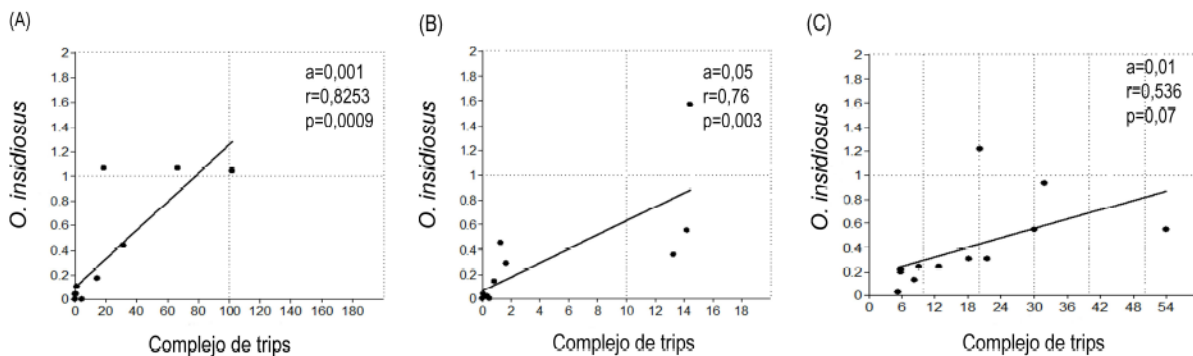 (A)
O. insidiosus
2
1.8
1.6
1.4
1.2
1
0.8
0.6
0.4
0.2
0
a=0,001
r=0,8253
p=0,0009
0 20 40 60 80 100 120 140 160 180
Complejo de trips
(B)
O. insidiosus
2
1.8
1.6
1.4
1.2
1
0.8
0.6
0.4
0.2
0
a=0,05
r=0,76
p=0,003
0 2 4 6 8 10 12 14 16 18
Complejo de trips
(C)
O. insidiosus
2
1.8
1.6
1.4
1.2
1
0.8
0.6
0.4
0.2
0
a=0,01
r=0,536
p=0,07
0 6 12 18 24 30 36 42 48 54
Complejo de trips